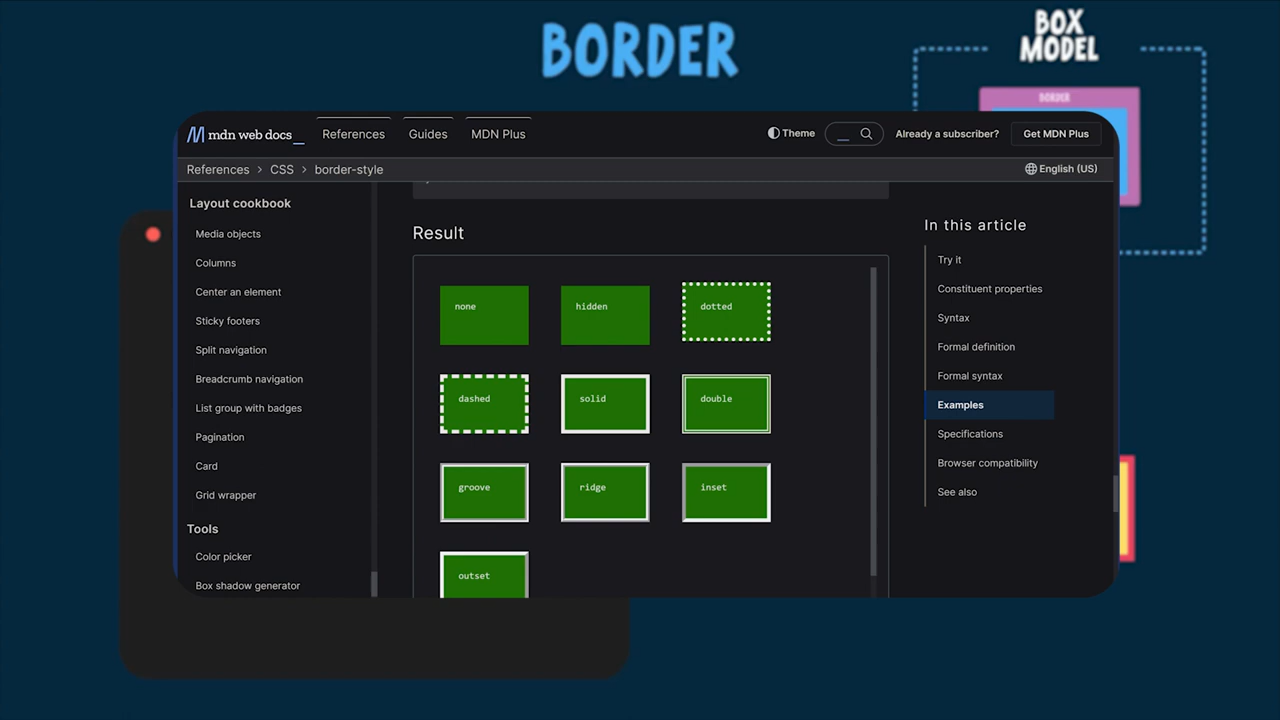 BORDER
BOX
MODEL
BORDER
mdn web docs_
References
Guides
MDN Plus
Theme
Already a subscriber?
Get MDN Plus
References > CSS > border-style
English (US)
Layout cookbook
Media objects
Columns
Center an element
Sticky footers
Split navigation
Breadcrumb navigation
List group with badges
Pagination
Card
Grid wrapper
Tools
Color picker
Box shadow generator
Result
none
hidden
dotted
dashed
solid
double
groove
ridge
inset
outset
In this article
Try it
Constituent properties
Syntax
Formal definition
Formal syntax
Examples
Specifications
Browser compatibility
See also